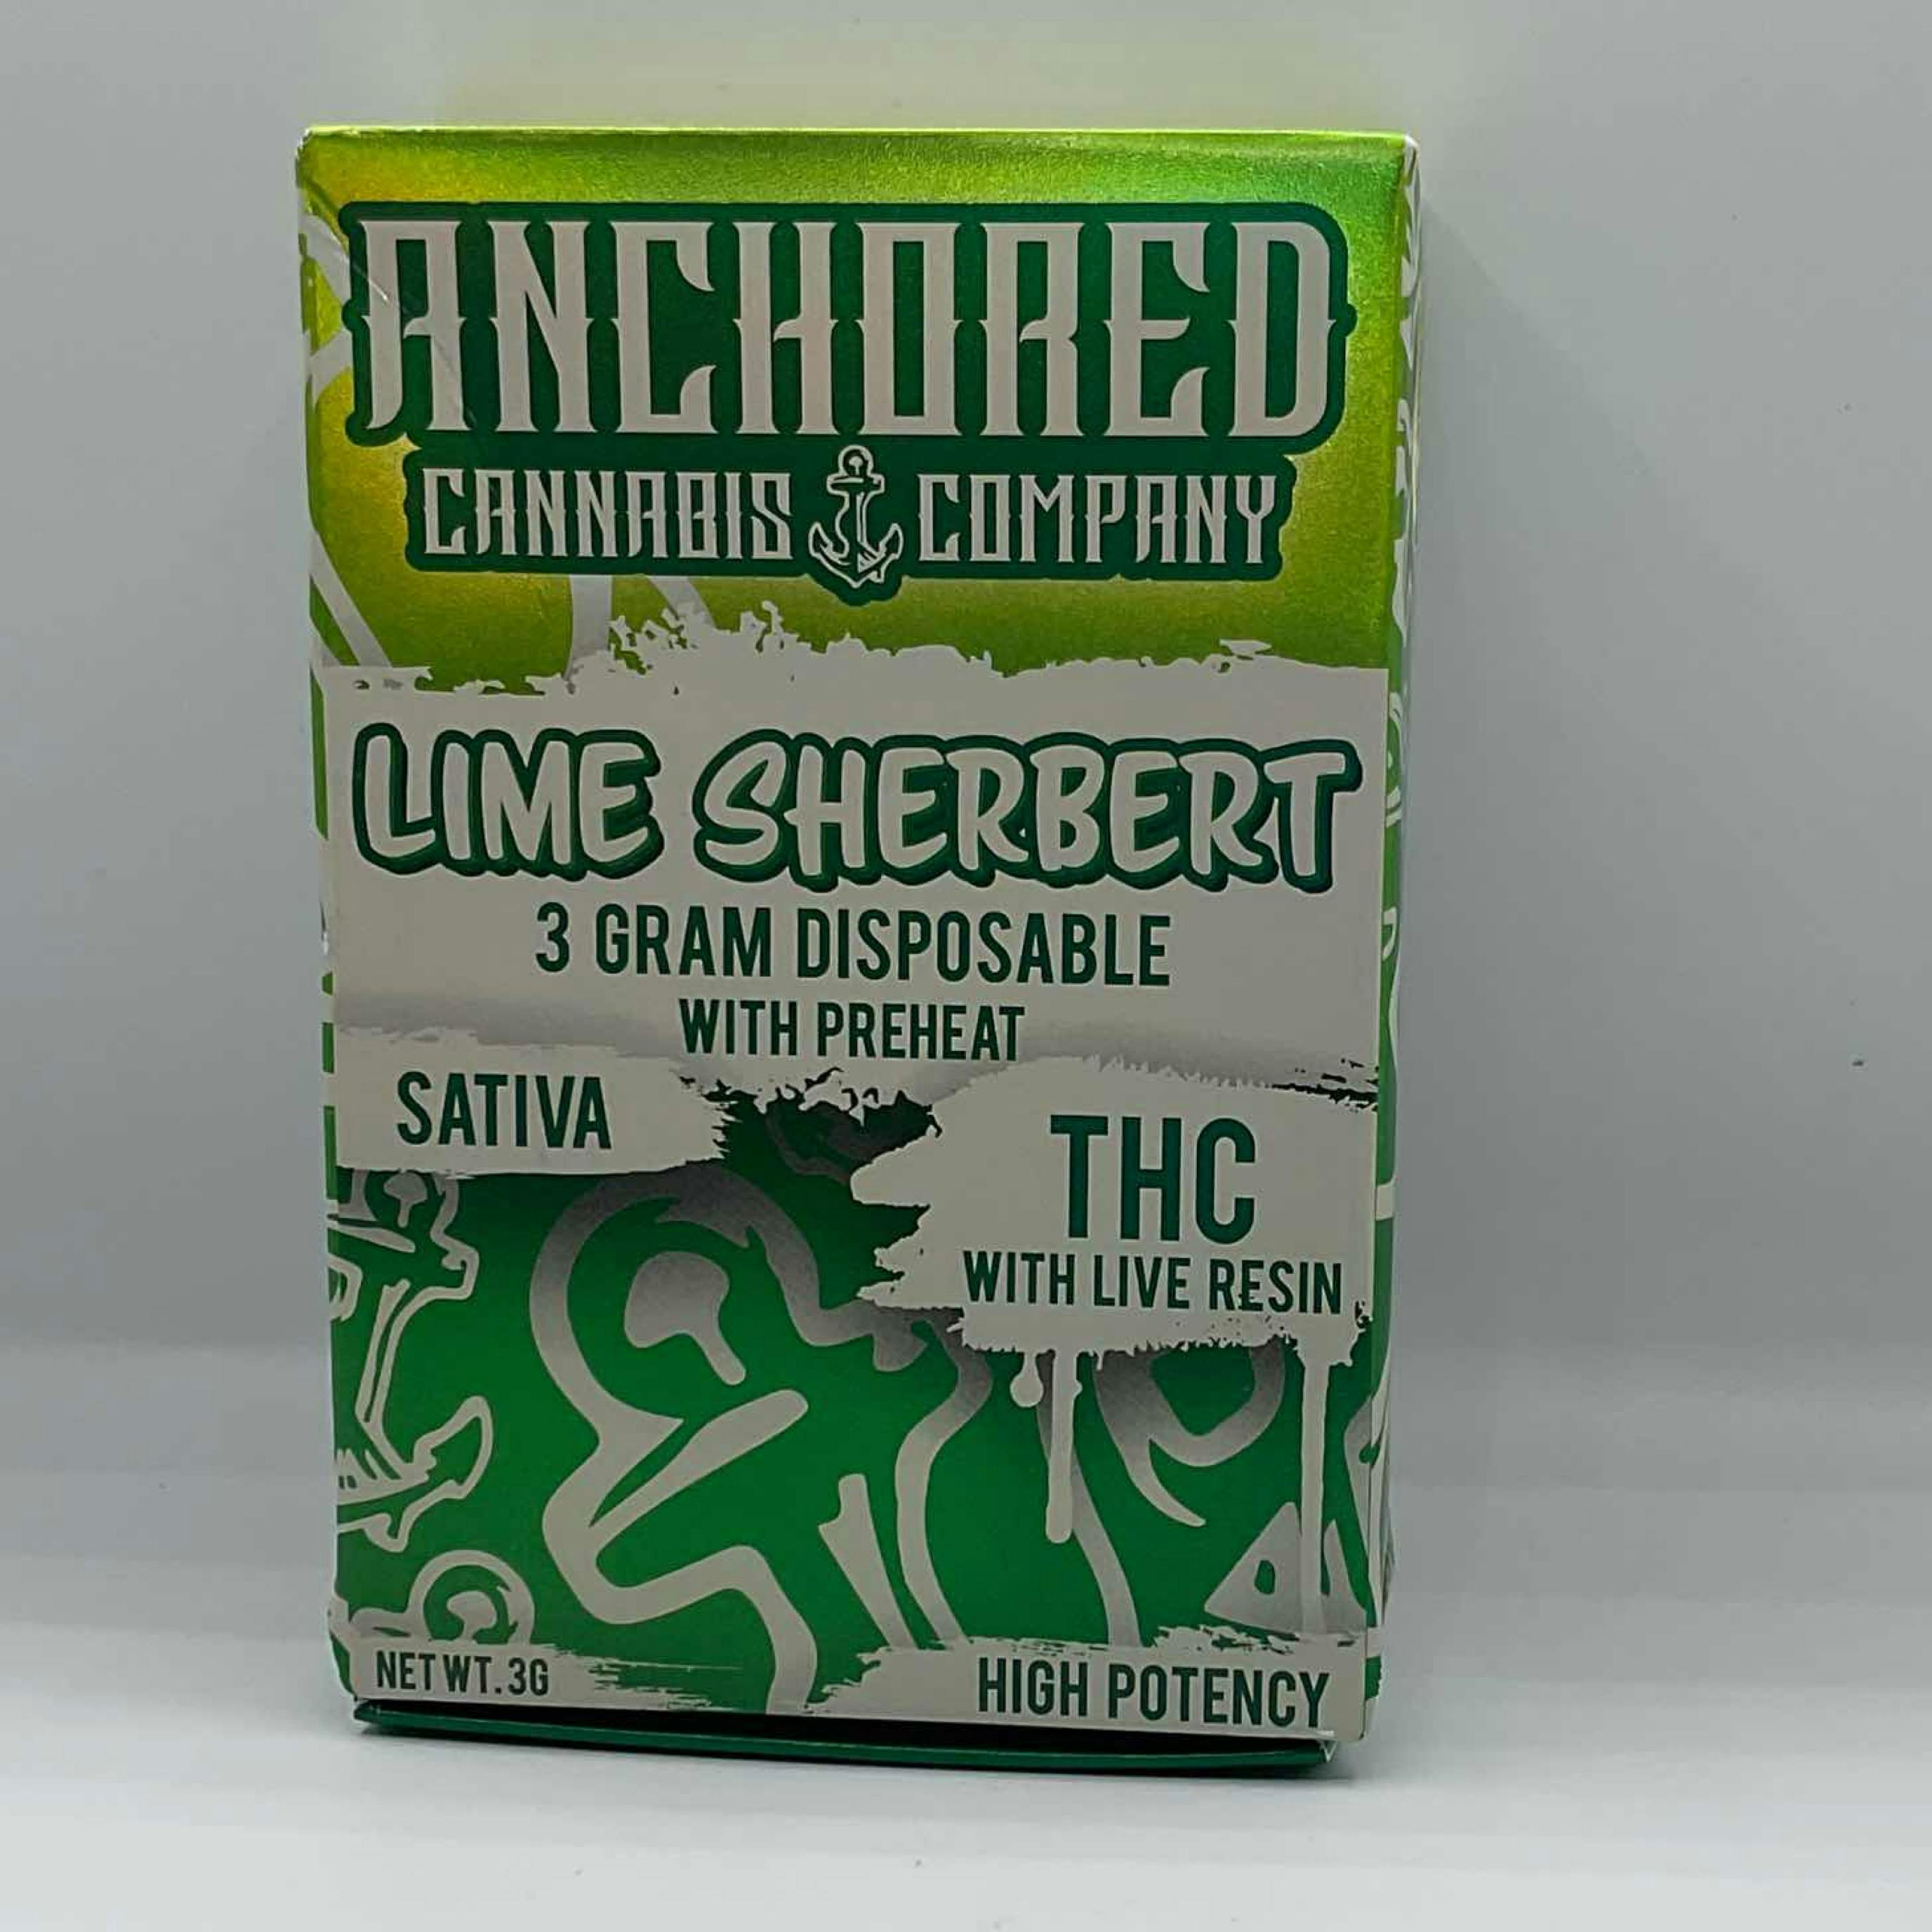 ANCHORED
CANNABIS COMPANY
LIME SHERBERT
3 GRAM DISPOSABLE
WITH PREHEAT
SATIVA
THC
WITH LIVE RESIN
NET WT. 3G
HIGH POTENCY